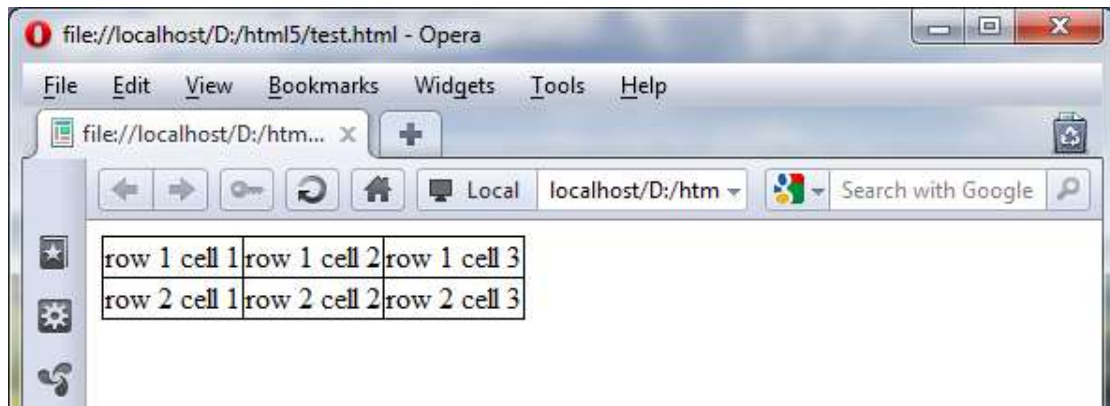 file://localhost/D:/html5/test.html - Opera
File Edit View Bookmarks Widgets Tools Help
file://localhost/D:/htm...
Local localhost/D:/htm Search with Google
row 1 cell 1 row 1 cell 2 row 1 cell 3
row 2 cell 1 row 2 cell 2 row 2 cell 3